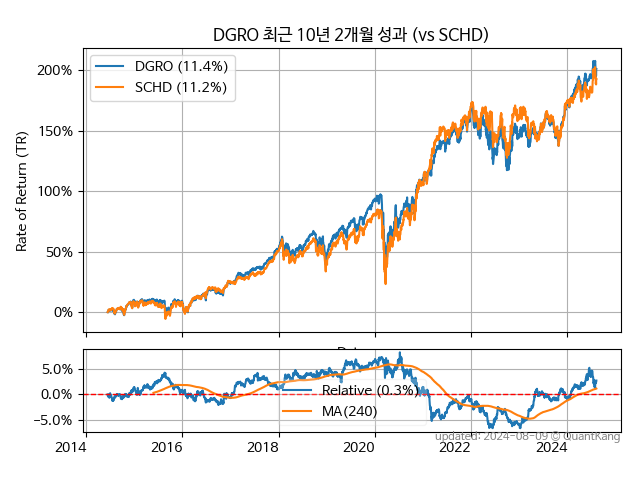 DGRO 최근 10년 2개월 성과 (vs SCHD)
Rate of Return (TR)
200%
150%
100%
50%
0%
DGRO (11.4%)
SCHD (11.2%)
5.0%
0.0%
−5.0%
Relative (0.3%)
MA(240)
2014 2016 2018 2020 2022 2024
updated: 2024-08-09 © QuantKang